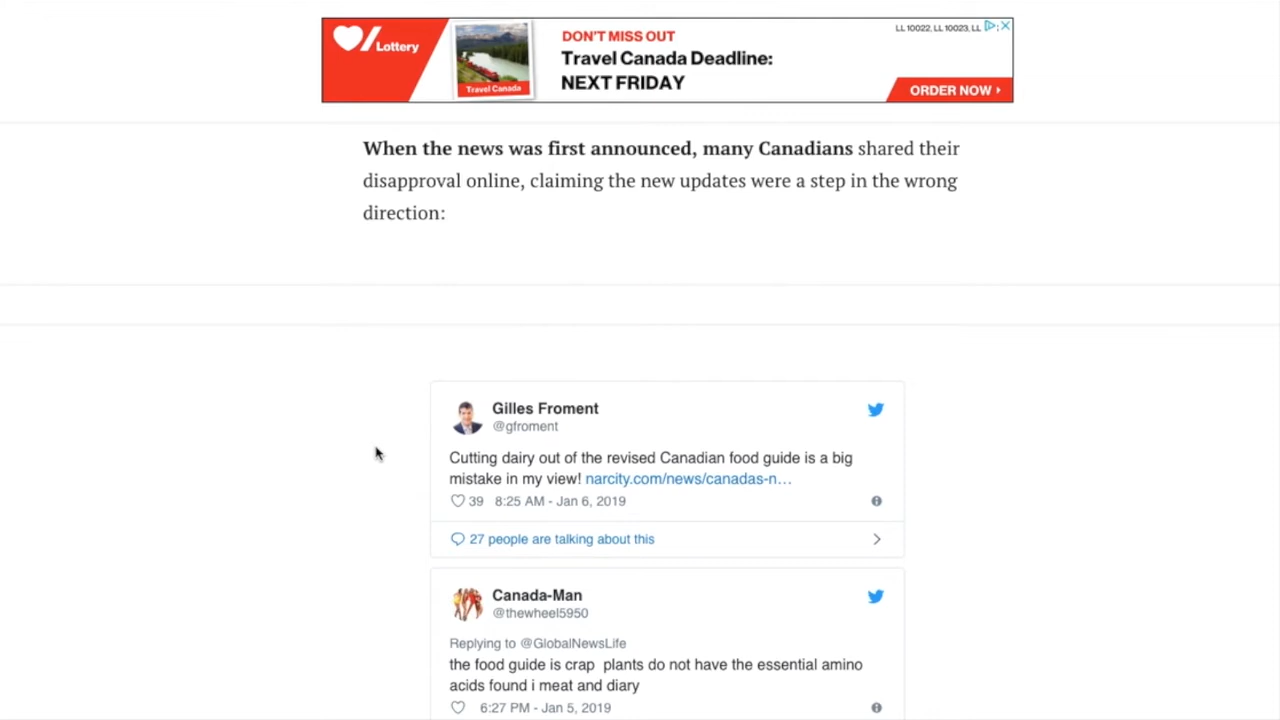 Lottery
Travel Canada
DON'T MISS OUT
Travel Canada Deadline:
NEXT FRIDAY
LL 10022, LL 10023, LL
ORDER NOW
When the news was first announced, many Canadians shared their
disapproval online, claiming the new updates were a step in the wrong
direction:
Gilles Froment
@gfroment
Cutting dairy out of the revised Canadian food guide is a big
mistake in my view! narcity.com/news/canadas-n…
39 8:25 AM - Jan 6, 2019
27 people are talking about this
Canada-Man
@thewheel5950
Replying to @GlobalNewsLife
the food guide is crap plants do not have the essential amino
acids found i meat and diary
6:27 PM - Jan 5, 2019